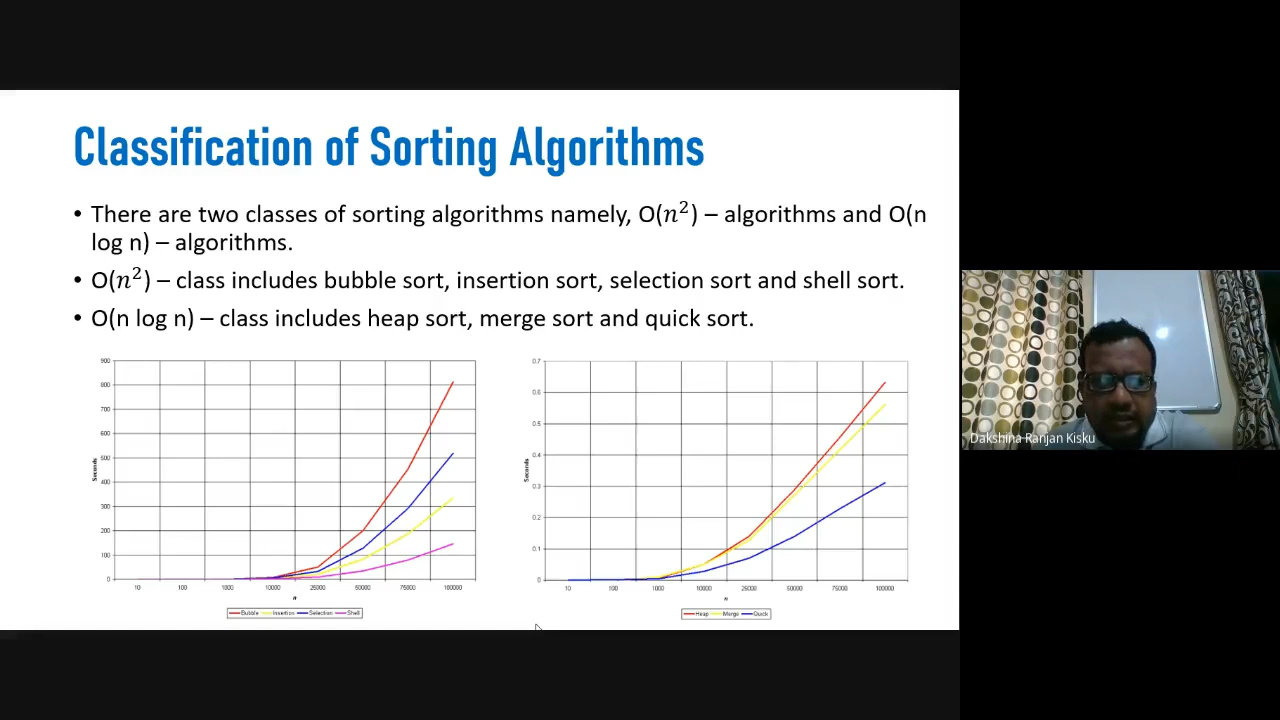 Classification of Sorting Algorithms
• There are two classes of sorting algorithms namely, O(n²) – algorithms and O(n
log n) – algorithms.
• O(n²) – class includes bubble sort, insertion sort, selection sort and shell sort.
• O(n log n) – class includes heap sort, merge sort and quick sort.
900
800
700
600
500
400
300
200
100
0
Seconds
10 100 1000 10000 25000 50000 75000 100000
n
Bubble Insertion Selection Shell
0.7
0.6
0.5
0.4
0.3
0.2
0.1
0
Seconds
10 100 1000 10000 25000 50000 75000 100000
n
Heap Merge Quick
Dakshina Ranjan Kisku